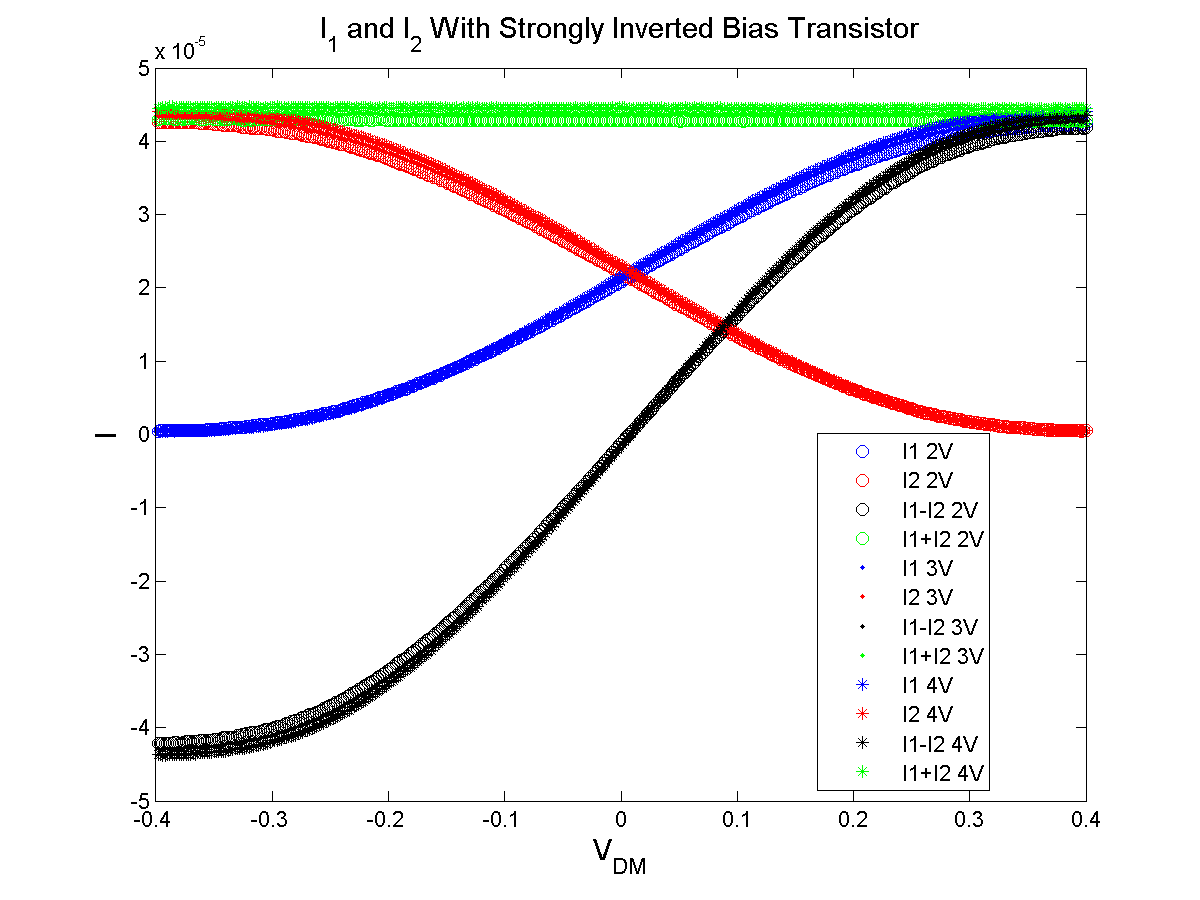 I1 and I2 With Strongly Inverted Bias Transistor
x 10-5
5
4
3
2
1
0
-1
-2
-3
-4
-5
I
I1 2V
I2 2V
I1-I2 2V
I1+I2 2V
I1 3V
I2 3V
I1-I2 3V
I1+I2 3V
I1 4V
I2 4V
I1-I2 4V
I1+I2 4V
-0.4 -0.3 -0.2 -0.1 0 0.1 0.2 0.3 0.4
VDM